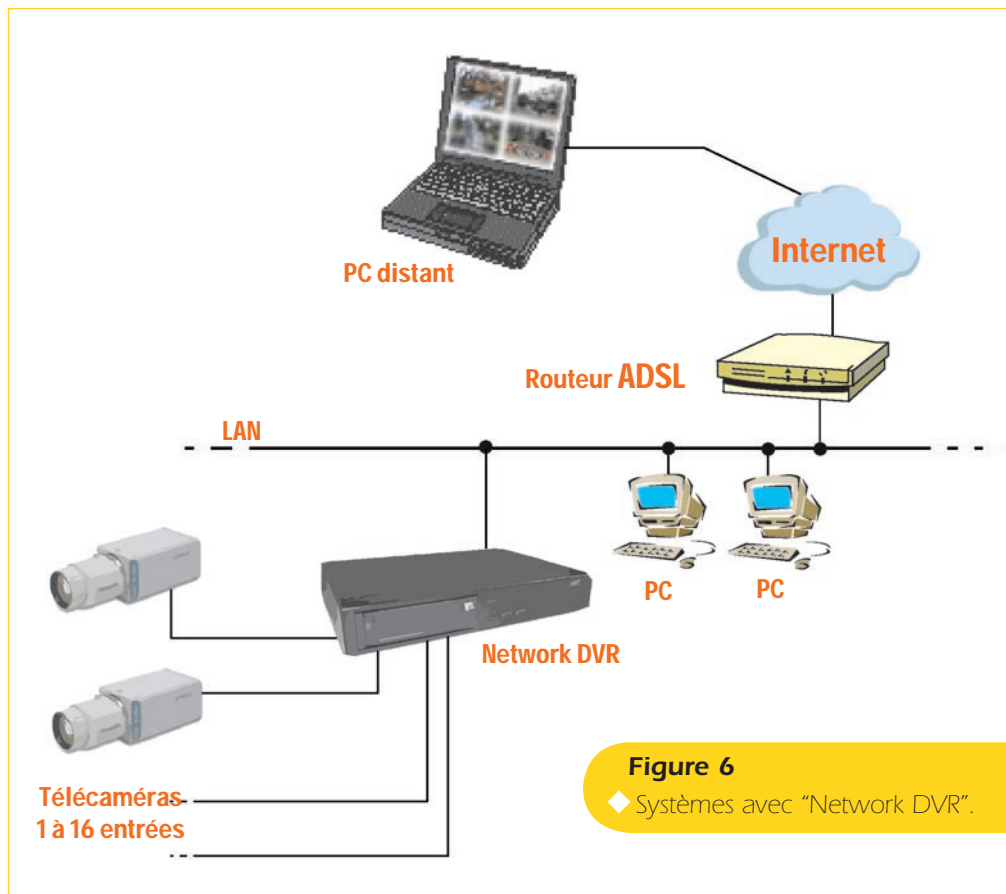 PC distant
Internet
Routeur ADSL
LAN
PC
PC
Network DVR
Télécaméras
1 à 16 entrées
Figure 6
Systèmes avec “Network DVR”.